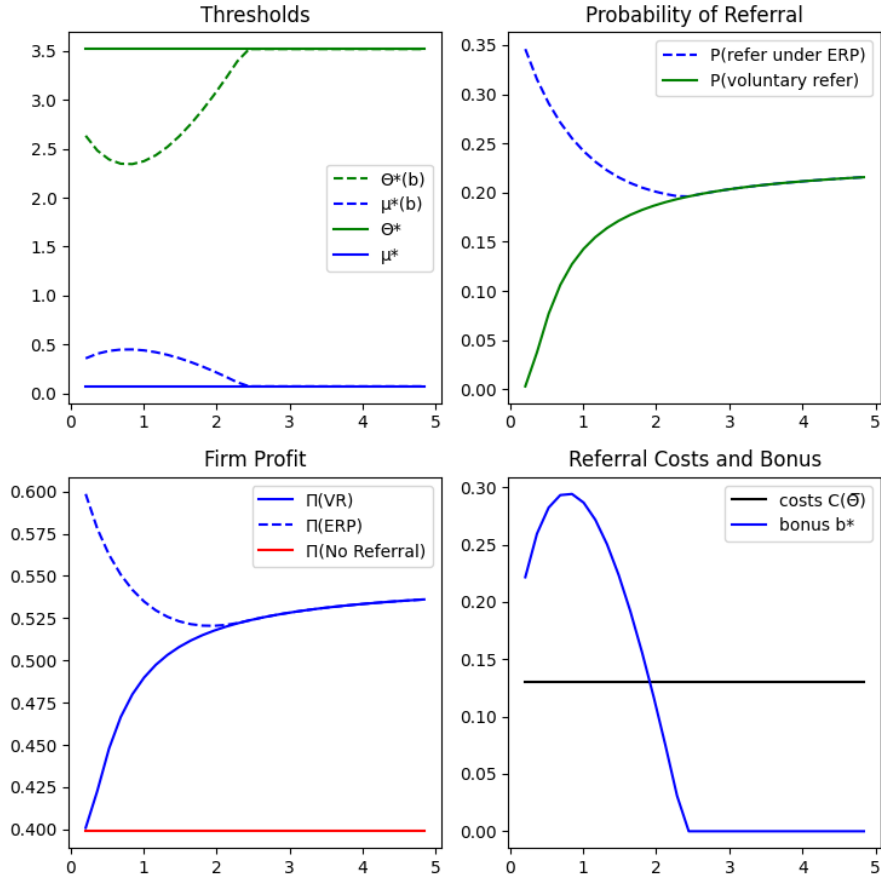 Thresholds
3.5
3.0
2.5
2.0
1.5
1.0
0.5
0.0
Θ*(b)
μ*(b)
Θ*
μ*
0 1 2 3 4 5
Probability of Referral
0.35
0.30
0.25
0.20
0.15
0.10
0.05
0.00
P(refer under ERP)
P(voluntary refer)
0 1 2 3 4 5
Firm Profit
0.600
0.575
0.550
0.525
0.500
0.475
0.450
0.425
0.400
Π(VR)
Π(ERP)
Π(No Referral)
0 1 2 3 4 5
Referral Costs and Bonus
0.30
0.25
0.20
0.15
0.10
0.05
0.00
costs C(Θ̄)
bonus b*
0 1 2 3 4 5